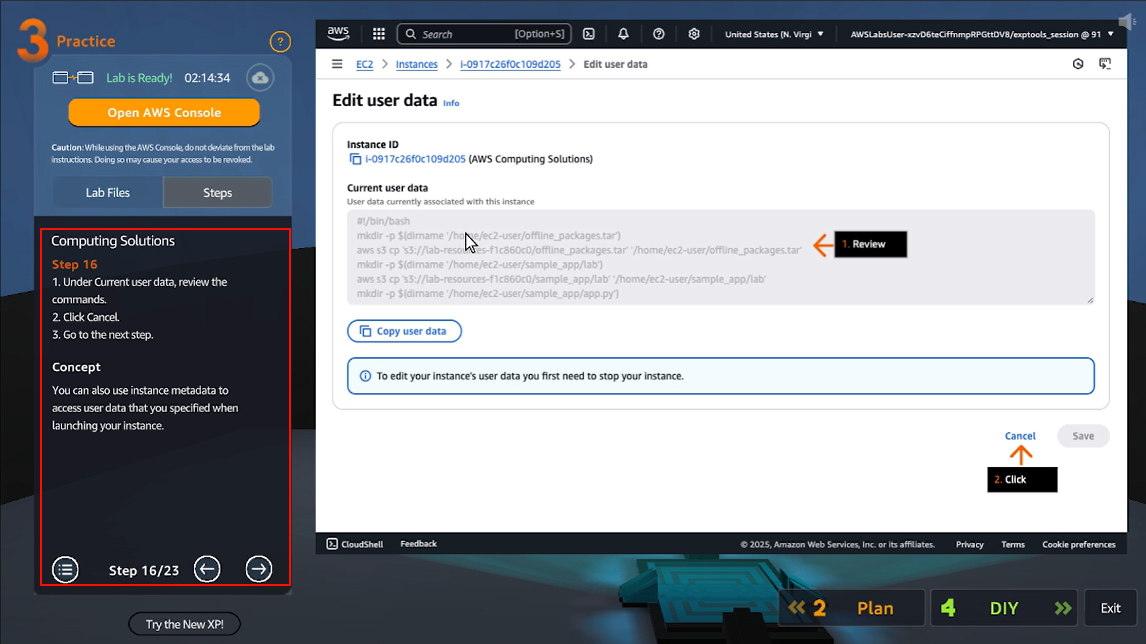 3 Practice ?
Lab is Ready! 02:14:34
Open AWS Console
Caution: While using the AWS Console, do not deviate from the lab
instructions. Doing so may cause your access to be revoked.
Lab Files Steps
Computing Solutions
Step 16
1. Under Current user data, review the
commands.
2. Click Cancel.
3. Go to the next step.
Concept
You can also use instance metadata to
access user data that you specified when
launching your instance.
Step 16/23
Try the New XP!
aws Search [Option+S] United States (N. Virgi AWSLabsUser-xzvD6teCiffnmpRPGttDV8/exptools_session @ 91
EC2 > Instances > i-0917c26f0c109d205 > Edit user data
Edit user data Info
Instance ID
i-0917c26f0c109d205 (AWS Computing Solutions)
Current user data
User data currently associated with this instance
#!/bin/bash
mkdir -p $(dirname '/home/ec2-user/offline_packages.tar')
aws s3 cp 's3://lab-resources-f1c860c0/offline_packages.tar' '/home/ec2-user/offline_packages.tar'
1. Review
mkdir -p $(dirname '/home/ec2-user/sample_app/lab')
aws s3 cp 's3://lab-resources-f1c860c0/sample_app/lab' '/home/ec2-user/sample_app/lab'
mkdir -p $(dirname '/home/ec2-user/sample_app/app.py')
Copy user data
To edit your instance's user data you first need to stop your instance.
Cancel Save
2. Click
CloudShell Feedback © 2025, Amazon Web Services, Inc. or its affiliates. Privacy Terms Cookie preferences
2 Plan 4 DIY Exit